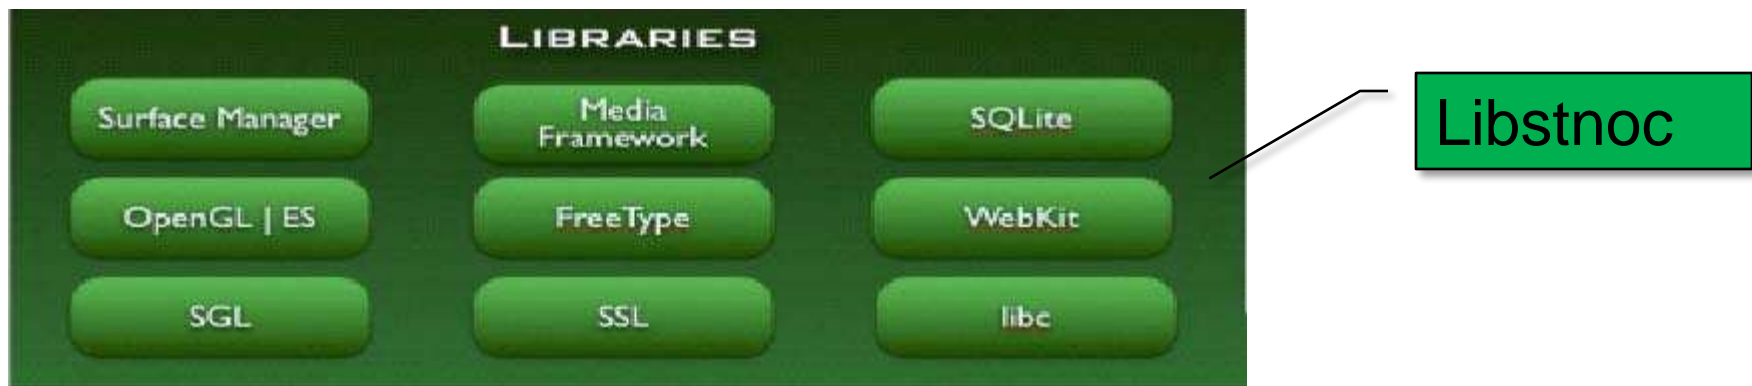 LIBRARIES
Surface Manager
Media
Framework
SQLite
Libstnoc
OpenGL | ES
FreeType
WebKit
SGL
SSL
libc